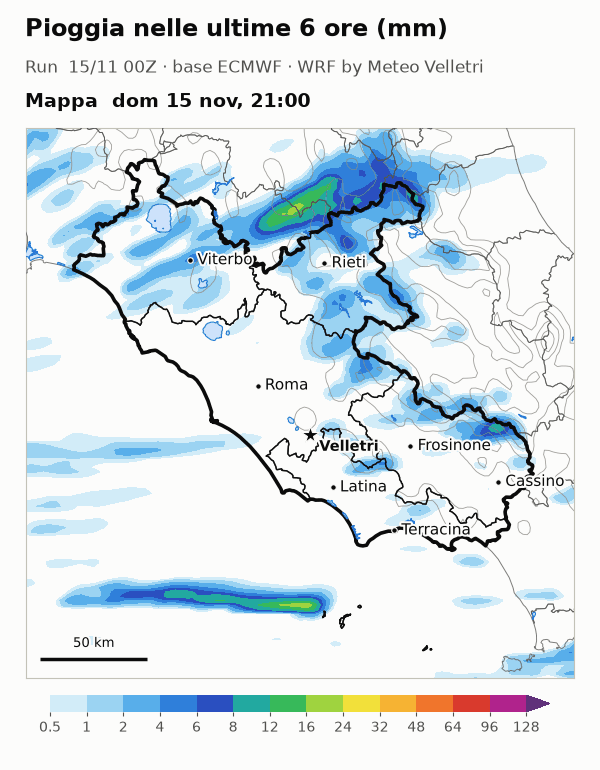 Pioggia nelle ultime 6 ore (mm)
Run  15/11 00Z · base ECMWF · WRF by Meteo Velletri
Mappa  dom 15 nov, 21:00
Viterbo
Rieti
Roma
Velletri
Frosinone
Cassino
Latina
Terracina
50 km
0.5 1 2 4 6 8 12 16 24 32 48 64 96 128